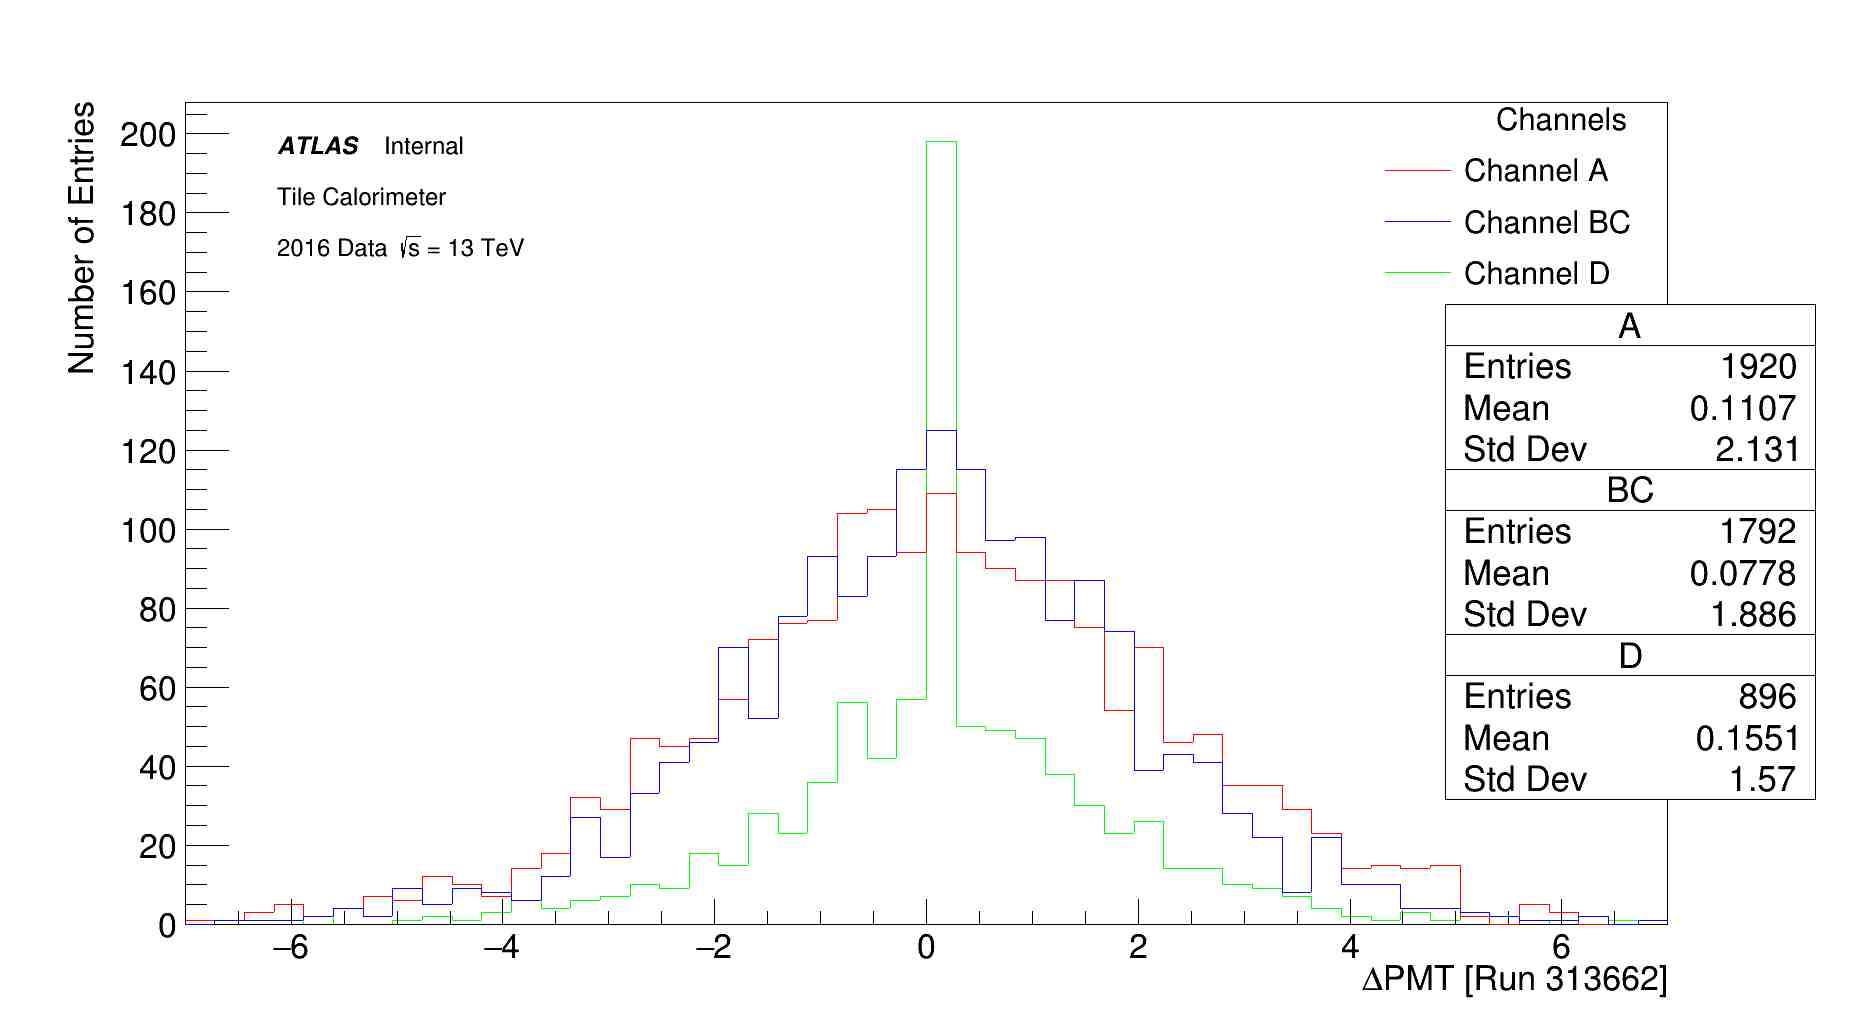 Number of Entries
200
180
160
140
120
100
80
60
40
20
0
ATLAS Internal
Tile Calorimeter
2016 Data √s = 13 TeV
Channels
Channel A
Channel BC
Channel D
A
Entries 1920
Mean 0.1107
Std Dev 2.131
BC
Entries 1792
Mean 0.0778
Std Dev 1.886
D
Entries 896
Mean 0.1551
Std Dev 1.57
−6 −4 −2 0 2 4 6
ΔPMT [Run 313662]